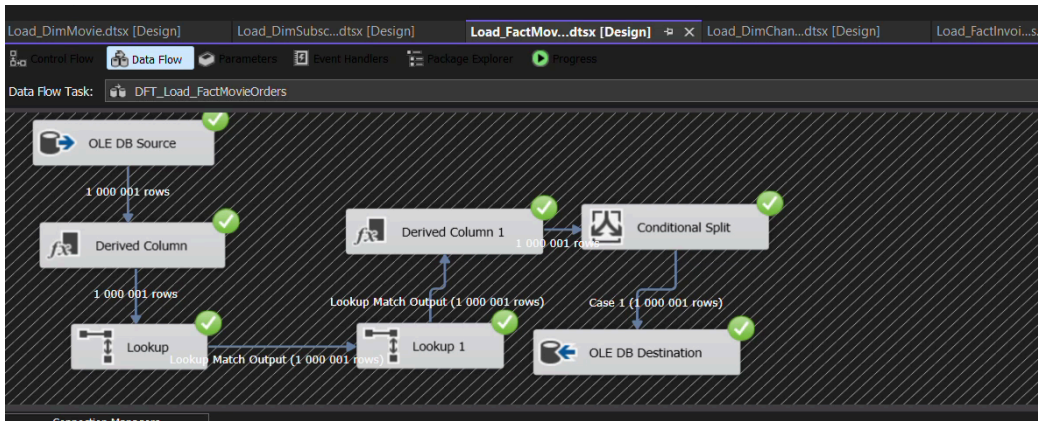 Load_DimMovie.dtsx [Design] Load_DimSubsc...dtsx [Design] Load_FactMov...dtsx [Design] Load_DimChan...dtsx [Design] Load_FactInvoi...s.
Control Flow Data Flow Parameters Event Handlers Package Explorer Progress
Data Flow Task: DFT_Load_FactMovieOrders
OLE DB Source
1 000 001 rows
Derived Column
Derived Column 1
1 000 001 rows
Conditional Split
1 000 001 rows
Lookup Match Output (1 000 001 rows)
Case 1 (1 000 001 rows)
Lookup
Lookup Match Output (1 000 001 rows)
Lookup 1
OLE DB Destination
Connection Managers